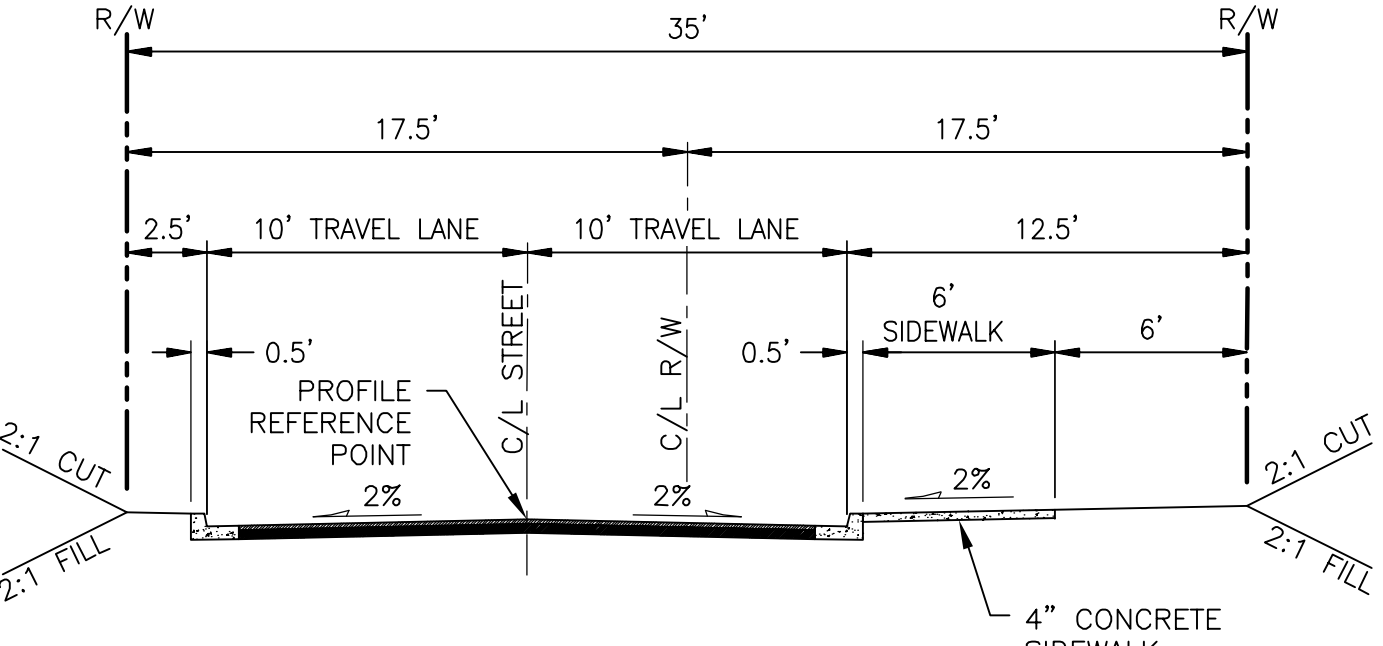 R/W
R/W
35'
17.5'
17.5'
2.5'
10' TRAVEL LANE
10' TRAVEL LANE
12.5'
6'
SIDEWALK
6'
0.5'
0.5'
C/L STREET
C/L R/W
PROFILE
REFERENCE
POINT
2:1 CUT
2:1 CUT
2%
2%
2%
2:1 FILL
2:1 FILL
4" CONCRETE
SIDEWALK